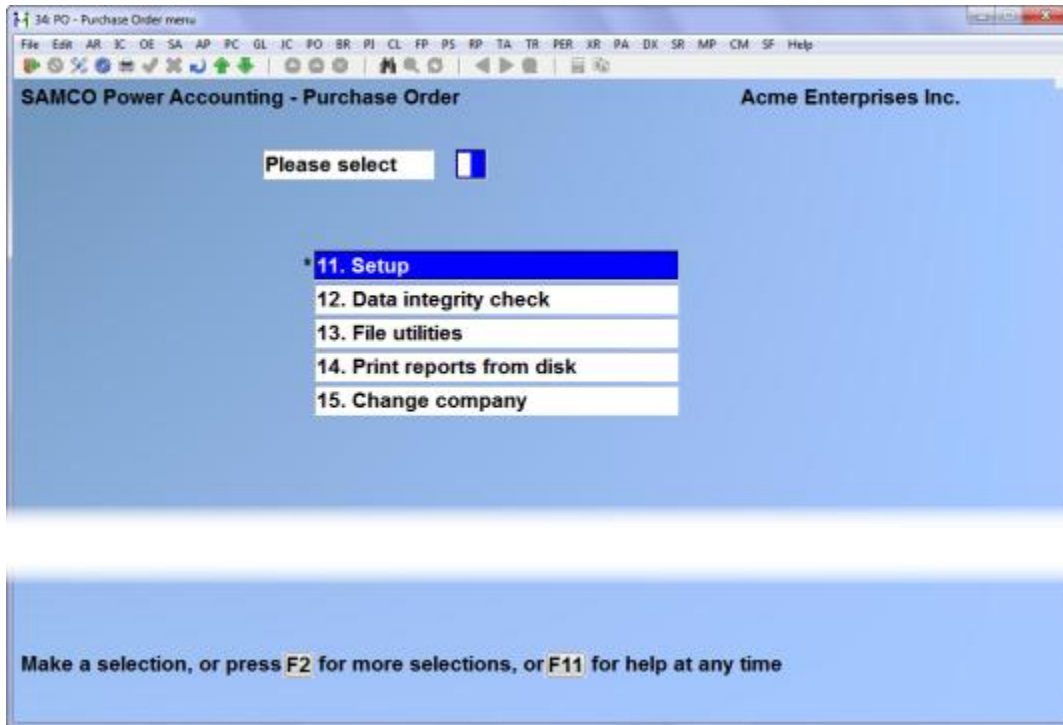 34: PO - Purchase Order menu
File Edit AR IC OE SA AP PC GL JC PO BR PJ CL FP PS RP TA TR PER XR PA DX SR MP CM SF Help
SAMCO Power Accounting - Purchase Order Acme Enterprises Inc.
Please select
* 11. Setup
12. Data integrity check
13. File utilities
14. Print reports from disk
15. Change company
Make a selection, or press F2 for more selections, or F11 for help at any time